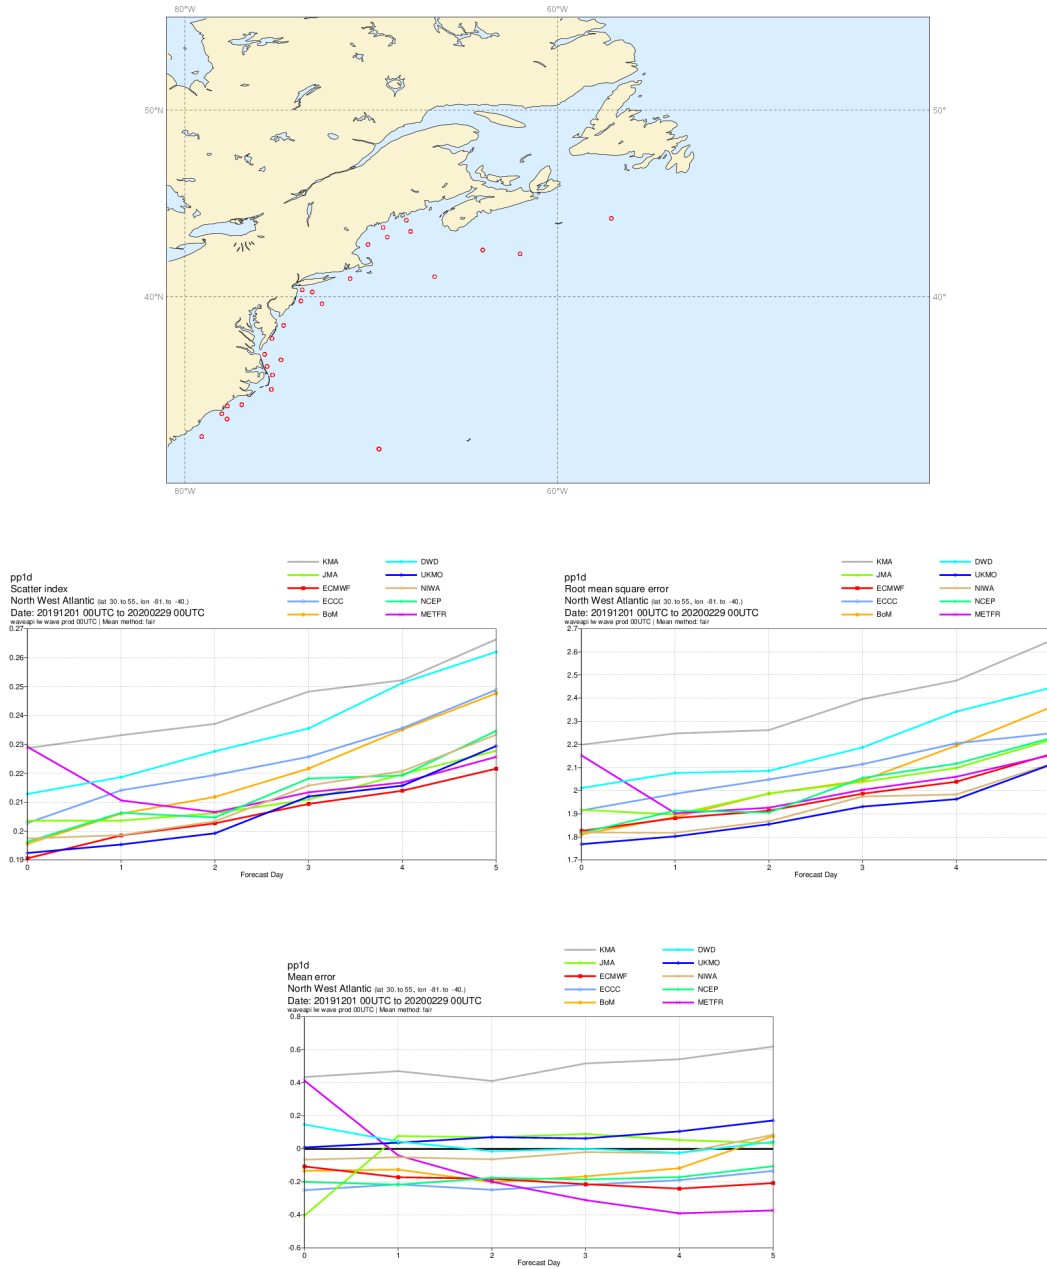 80°W 60°W
50°N 50°
40°N 40°
80°W 60°W
KMA DWD
pp1d JMA UKMO
Scatter index ECMWF NIWA
North West Atlantic (lat 30. to 55., lon -81. to -40.) ECCC NCEP
Date: 20191201 00UTC to 20200229 00UTC BoM METFR
waveapi lw wave prod 00UTC | Mean method: fair
0.27
0.26
0.25
0.24
0.23
0.22
0.21
0.2
0.19
0 1 2 3 4 5
Forecast Day
KMA DWD
pp1d JMA UKMO
Root mean square error ECMWF NIWA
North West Atlantic (lat 30. to 55., lon -81. to -40.) ECCC NCEP
Date: 20191201 00UTC to 20200229 00UTC BoM METFR
waveapi lw wave prod 00UTC | Mean method: fair
2.7
2.6
2.5
2.4
2.3
2.2
2.1
2
1.9
1.8
1.7
0 1 2 3 4
Forecast Day
KMA DWD
pp1d JMA UKMO
Mean error ECMWF NIWA
North West Atlantic (lat 30. to 55., lon -81. to -40.) ECCC NCEP
Date: 20191201 00UTC to 20200229 00UTC BoM METFR
waveapi lw wave prod 00UTC | Mean method: fair
0.8
0.6
0.4
0.2
0
-0.2
-0.4
-0.6
0 1 2 3 4 5
Forecast Day